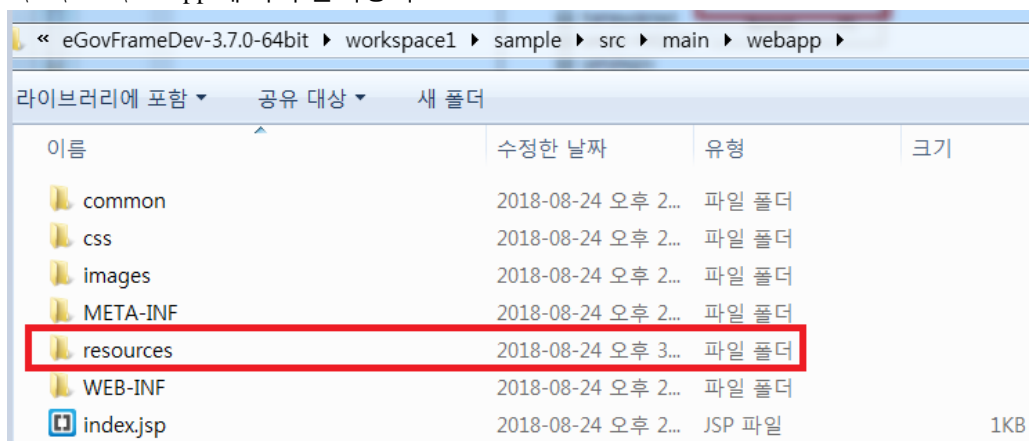 « eGovFrameDev-3.7.0-64bit ▶ workspace1 ▶ sample ▶ src ▶ main ▶ webapp ▶
라이브러리에 포함 ▼ 공유 대상 ▼ 새 폴더
이름 수정한 날짜 유형 크기
common 2018-08-24 오후 2... 파일 폴더
css 2018-08-24 오후 2... 파일 폴더
images 2018-08-24 오후 2... 파일 폴더
META-INF 2018-08-24 오후 2... 파일 폴더
resources 2018-08-24 오후 3... 파일 폴더
WEB-INF 2018-08-24 오후 2... 파일 폴더
index.jsp 2018-08-24 오후 2... JSP 파일 1KB